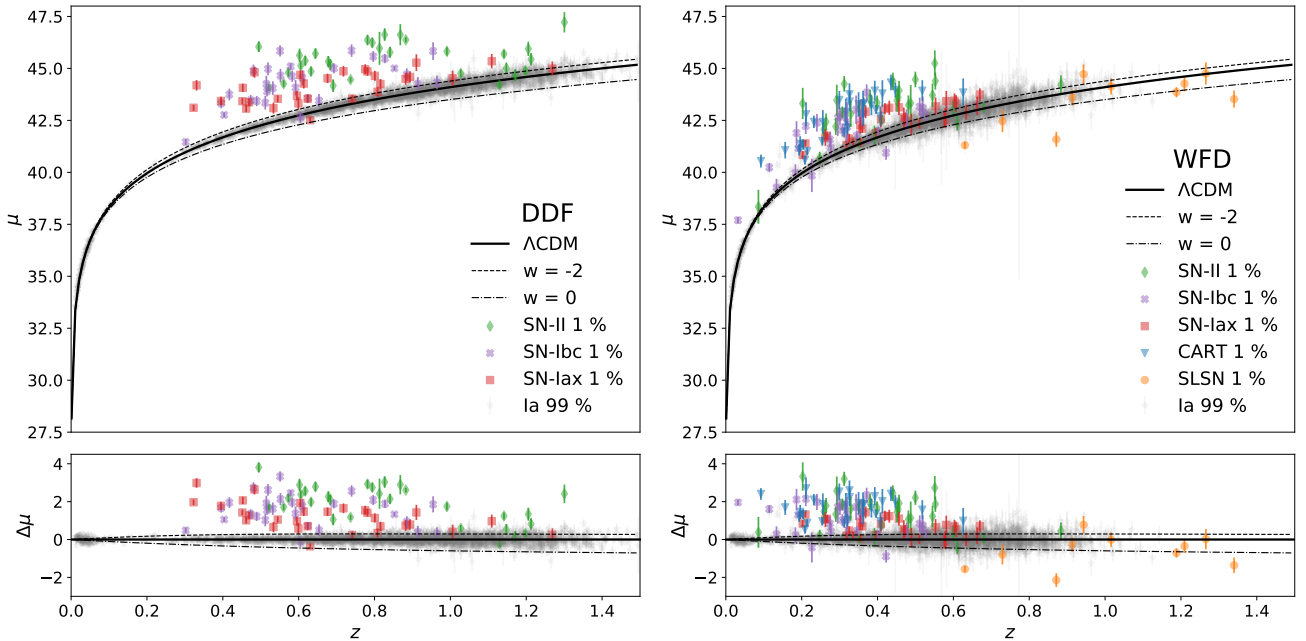 47.5
45.0
42.5
40.0
37.5
35.0
32.5
30.0
27.5
μ
DDF
ΛCDM
w = -2
w = 0
SN-II 1 %
SN-Ibc 1 %
SN-Iax 1 %
Ia 99 %
4
2
0
−2
Δμ
0.0 0.2 0.4 0.6 0.8 1.0 1.2 1.4
z
47.5
45.0
42.5
40.0
37.5
35.0
32.5
30.0
27.5
μ
WFD
ΛCDM
w = -2
w = 0
SN-II 1 %
SN-Ibc 1 %
SN-Iax 1 %
CART 1 %
SLSN 1 %
Ia 99 %
4
2
0
−2
Δμ
0.0 0.2 0.4 0.6 0.8 1.0 1.2 1.4
z